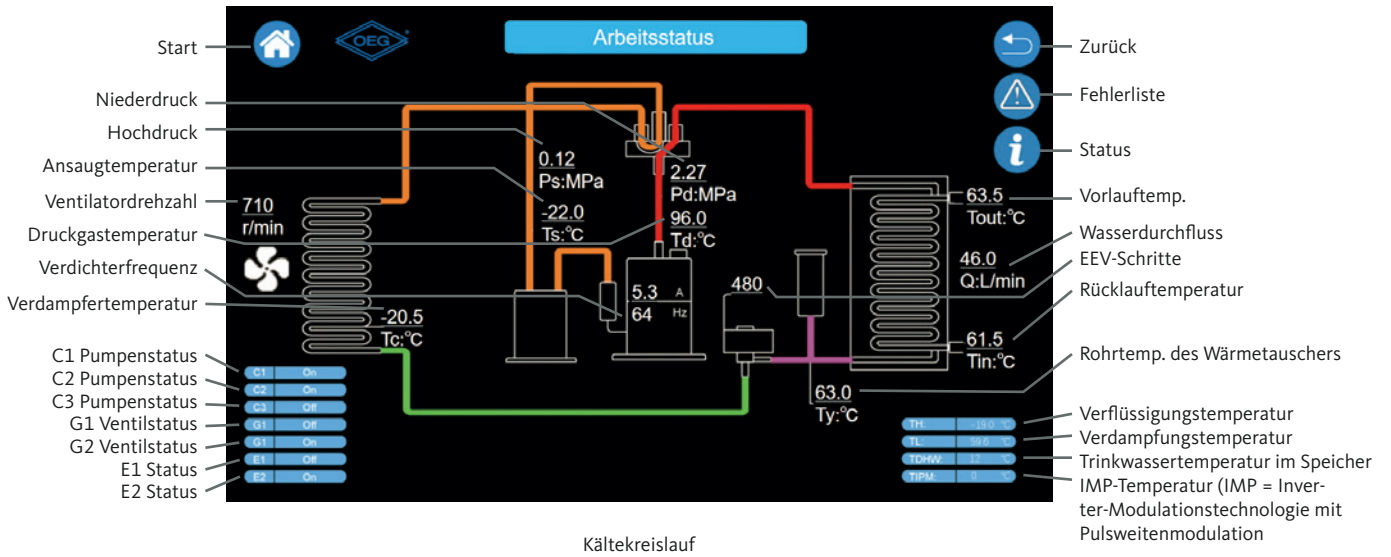 Start
OEG
Arbeitsstatus
Zurück
Niederdruck
Fehlerliste
Hochdruck
Ansaugtemperatur
Status
Ventilatordrehzahl
Vorlauftemp.
Druckgastemperatur
Wasserdurchfluss
Verdichterfrequenz
EEV-Schritte
Verdampfertemperatur
Rücklauftemperatur
C1 Pumpenstatus
Rohrtemp. des Wärmetauschers
C2 Pumpenstatus
C3 Pumpenstatus
G1 Ventilstatus
G2 Ventilstatus
E1 Status
E2 Status
Verflüssigungstemperatur
Verdampfungstemperatur
Trinkwassertemperatur im Speicher
IMP-Temperatur (IMP = Inver-
ter-Modulationstechnologie mit
Pulsweitenmodulation
0.12
Ps:MPa
2.27
Pd:MPa
-22.0
Ts:℃
96.0
Td:℃
710
r/min
63.5
Tout:℃
46.0
Q:L/min
5.3 A
64 Hz
480
-20.5
Tc:℃
61.5
Tin:℃
63.0
Ty:℃
C1 On
C2 On
C3 Off
G1 Off
G1 On
E1 Off
E2 On
TH: -19.0 ℃
TL: 59.6 ℃
TDHW: 12 ℃
TIPM: 0 ℃
Kältekreislauf